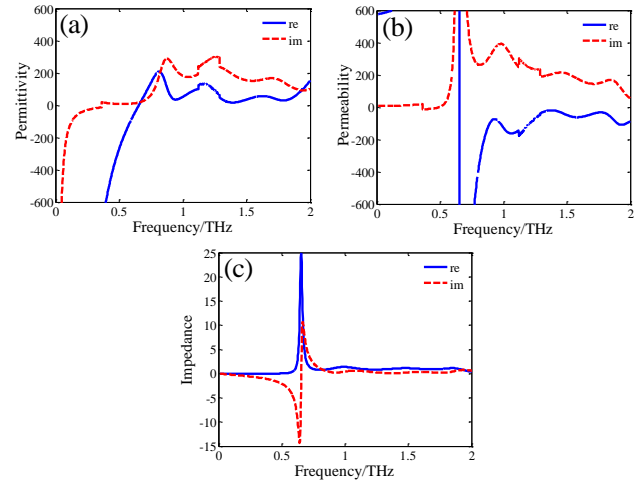 (a)
re
im
Permittivity
600
400
200
0
-200
-400
-600
0
0.5
1
1.5
2
Frequency/THz
(b)
re
im
Permeability
600
400
200
0
-200
-400
-600
0
0.5
1
1.5
2
Frequency/THz
(c)
re
im
Impedance
25
20
15
10
5
0
-5
-10
-15
0
0.5
1
1.5
2
Frequency/THz